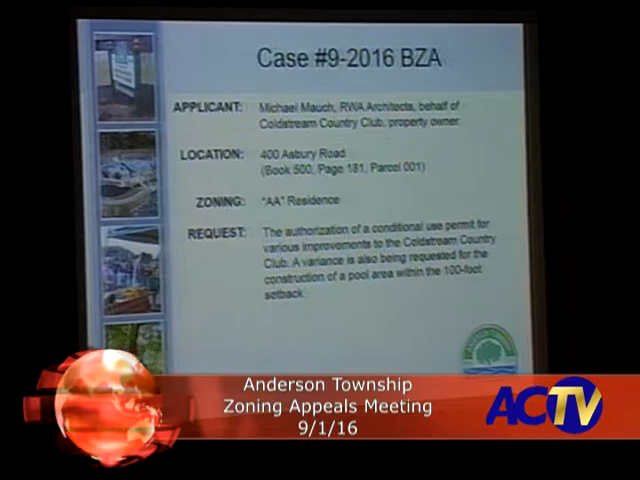 Case #9-2016 BZA
APPLICANT: Michael Mauch, RWA Architects, behalf of
Coldstream Country Club, property owner
LOCATION: 400 Asbury Road
(Book 500, Page 181, Parcel 001)
ZONING: "AA" Residence
REQUEST: The authorization of a conditional use permit for
various improvements to the Coldstream Country
Club. A variance is also being requested for the
construction of a pool area within the 100-foot
setback
Anderson Township
Zoning Appeals Meeting
9/1/16
ACTV